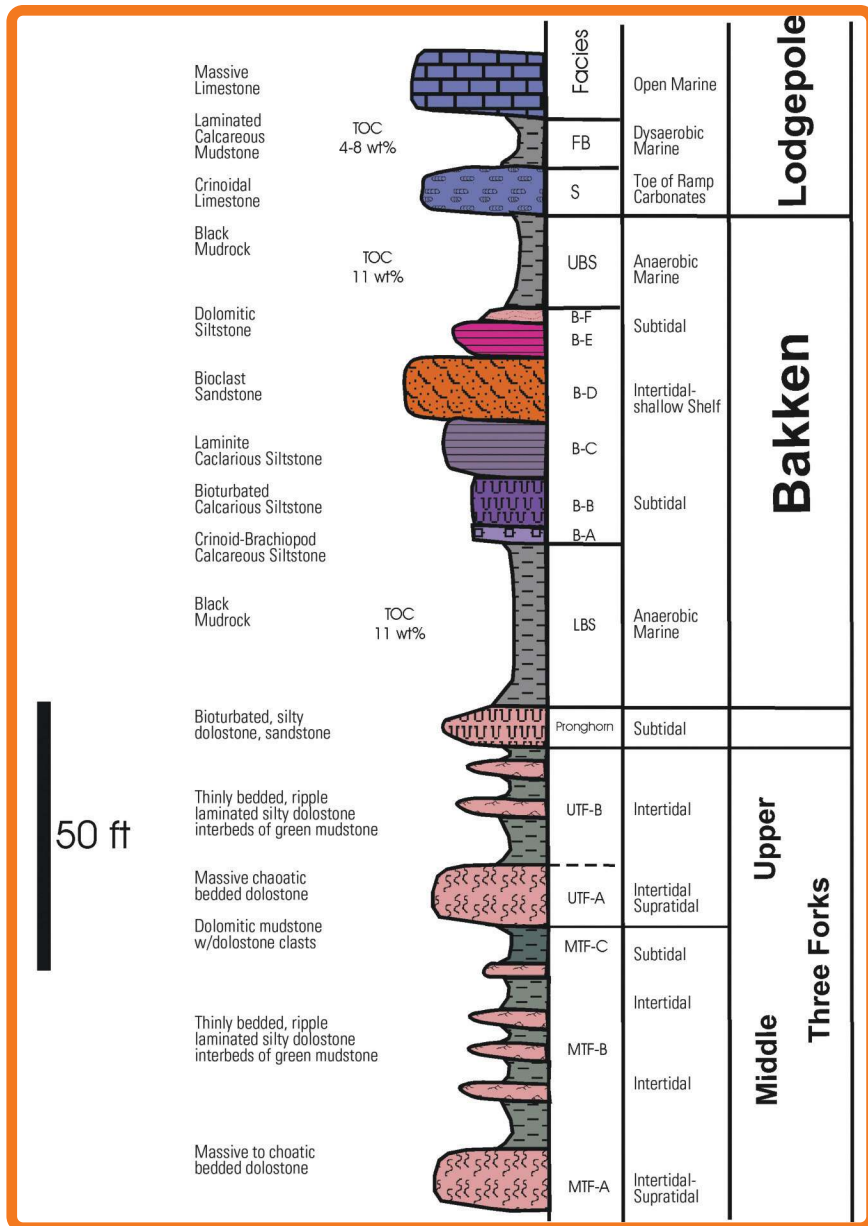 Massive
Limestone
Laminated
Calcareous
Mudstone
TOC
4-8 wt%
Crinoidal
Limestone
Black
Mudrock
TOC
11 wt%
Dolomitic
Siltstone
Bioclast
Sandstone
Laminite
Caclarious Siltstone
Bioturbated
Calcarious Siltstone
Crinoid-Brachiopod
Calcareous Siltstone
Black
Mudrock
TOC
11 wt%
Bioturbated, silty
dolostone, sandstone
Thinly bedded, ripple
laminated silty dolostone
interbeds of green mudstone
Massive chaoatic
bedded dolostone
Dolomitic mudstone
w/dolostone clasts
Thinly bedded, ripple
laminated silty dolostone
interbeds of green mudstone
Massive to choatic
bedded dolostone
50 ft
Facies
FB
S
UBS
B-F
B-E
B-D
B-C
B-B
B-A
LBS
Pronghorn
UTF-B
UTF-A
MTF-C
MTF-B
MTF-A
Open Marine
Dysaerobic
Marine
Toe of Ramp
Carbonates
Anaerobic
Marine
Subtidal
Intertidal-
shallow Shelf
Subtidal
Anaerobic
Marine
Subtidal
Intertidal
Intertidal
Supratidal
Subtidal
Intertidal
Intertidal
Intertidal-
Supratidal
Lodgepole
Bakken
Upper
Middle
Three Forks